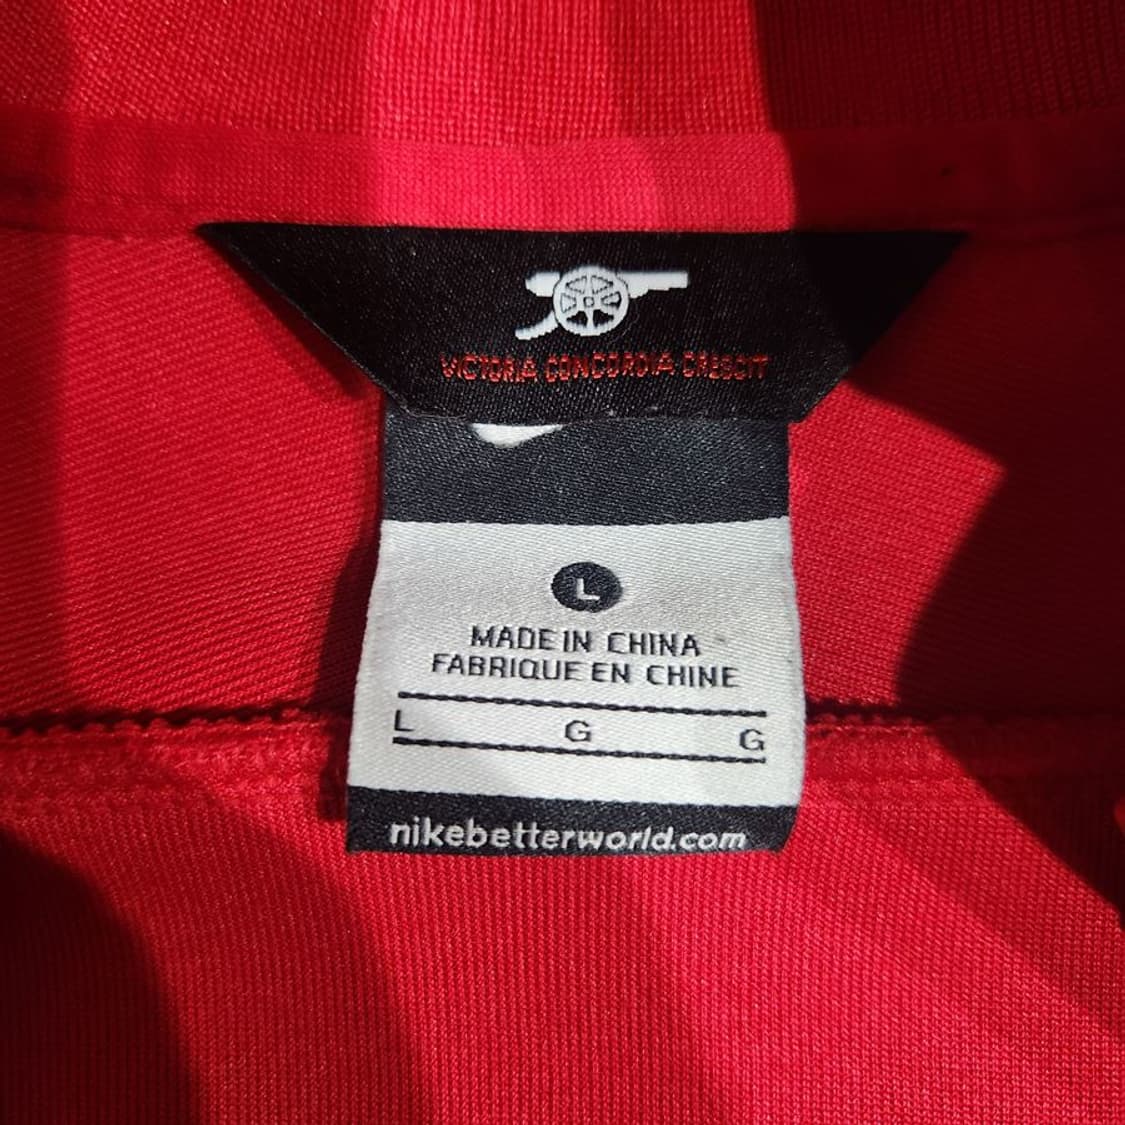 VICTORIA CONCORDIA CRESCIT
L
MADE IN CHINA
FABRIQUE EN CHINE
L G G
nikebetterworld.com